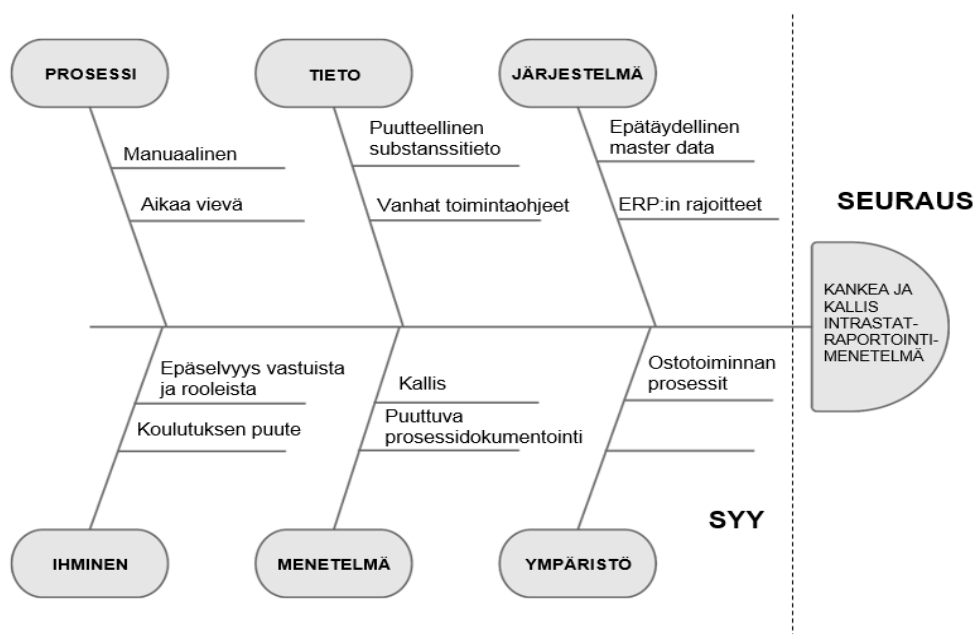 PROSESSI
TIETO
JÄRJESTELMÄ
Manuaalinen
Aikaa vievä
Puutteellinen
substanssitieto
Vanhat toimintaohjeet
Epätäydellinen
master data
ERP:in rajoitteet
SEURAUS
KANKEA JA
KALLIS
INTRASTAT-
RAPORTOINTI-
MENETELMÄ
Epäselvyys vastuista
ja rooleista
Koulutuksen puute
Kallis
Puuttuva
prosessidokumentointi
Ostotoiminnan
prosessit
SYY
IHMINEN
MENETELMÄ
YMPÄRISTÖ